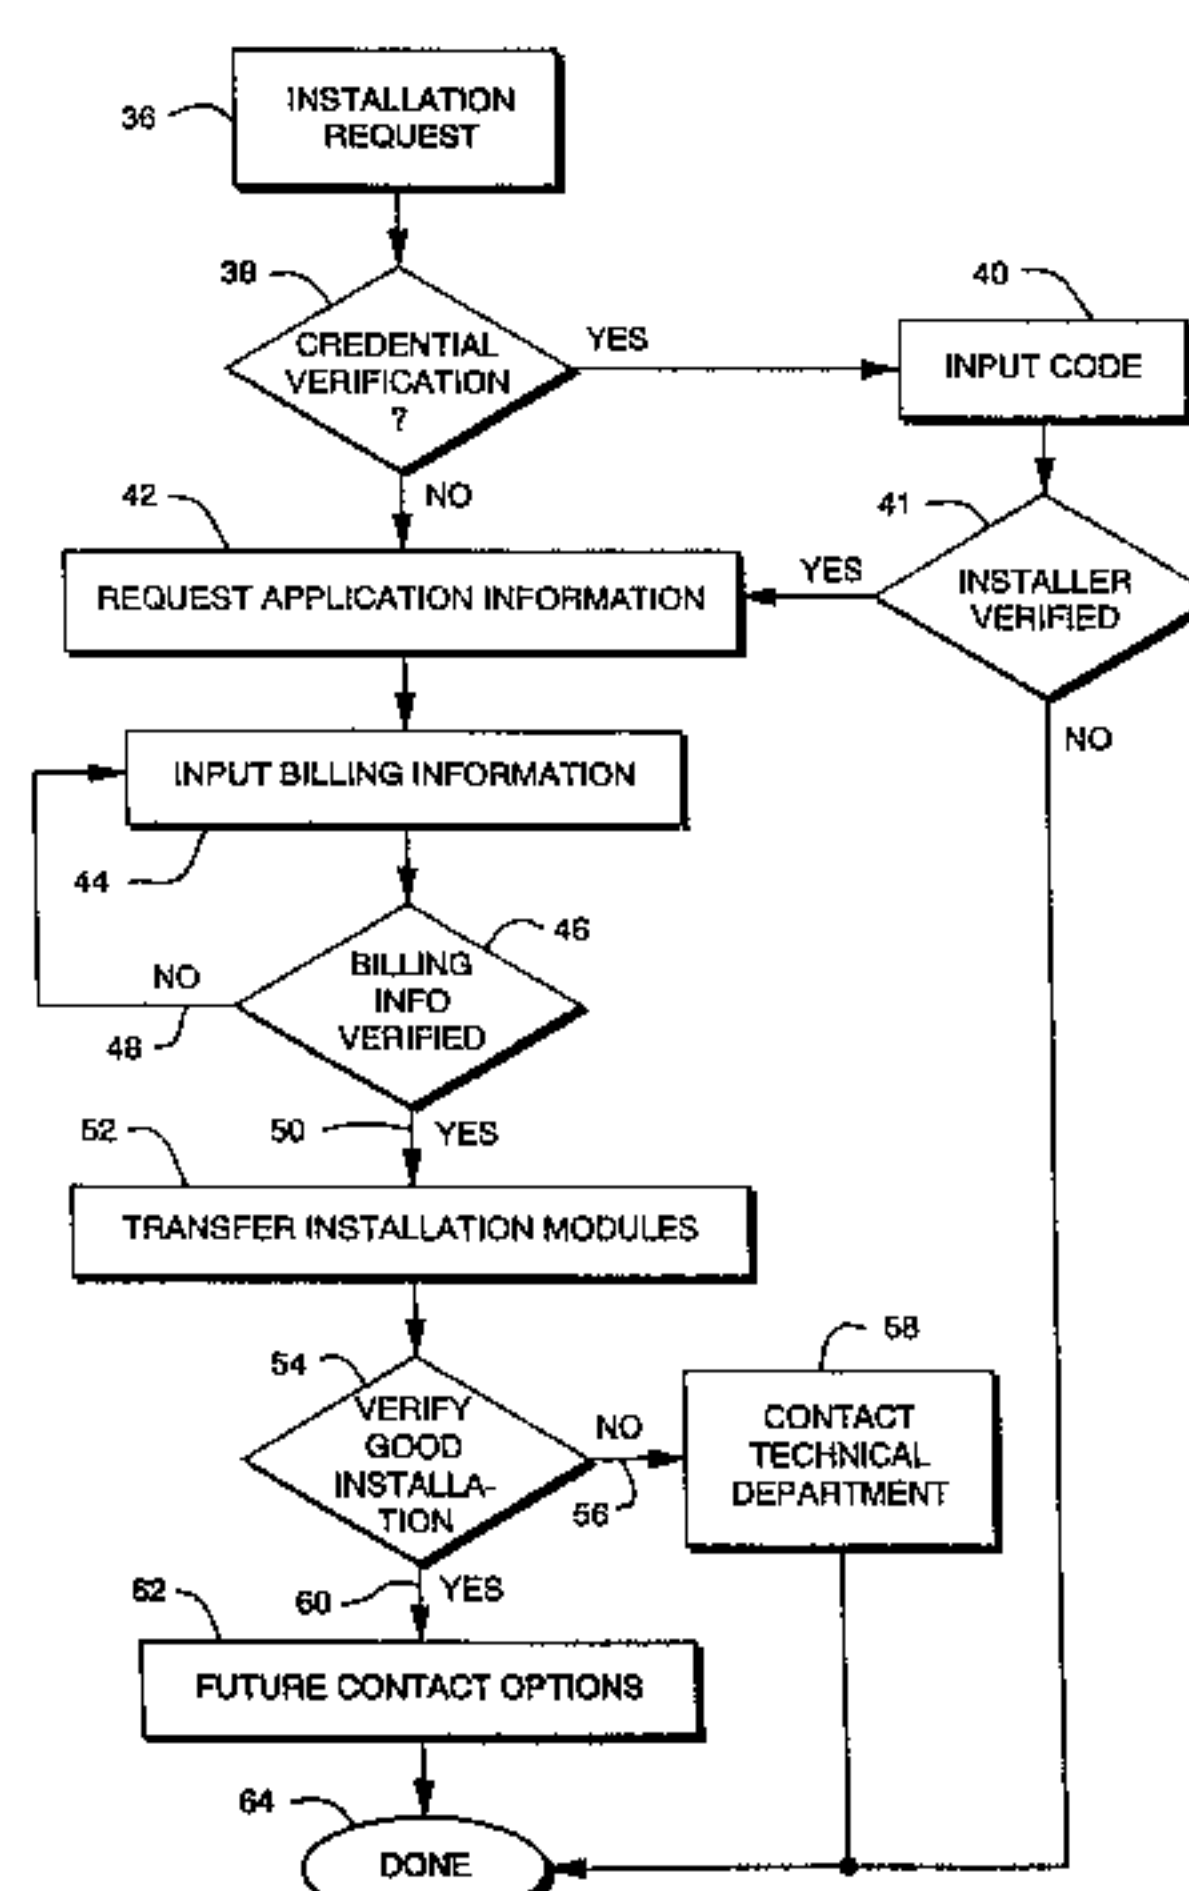 36
INSTALLATION
REQUEST
38
40
CREDENTIAL
VERIFICATION
?
YES
INPUT CODE
NO
42
41
REQUEST APPLICATION INFORMATION
YES
INSTALLER
VERIFIED
NO
INPUT BILLING INFORMATION
44
46
BILLING
INFO
VERIFIED
NO
48
50
YES
52
TRANSFER INSTALLATION MODULES
54
58
VERIFY
GOOD
INSTALLA-
TION
NO
56
CONTACT
TECHNICAL
DEPARTMENT
60
YES
62
FUTURE CONTACT OPTIONS
64
DONE